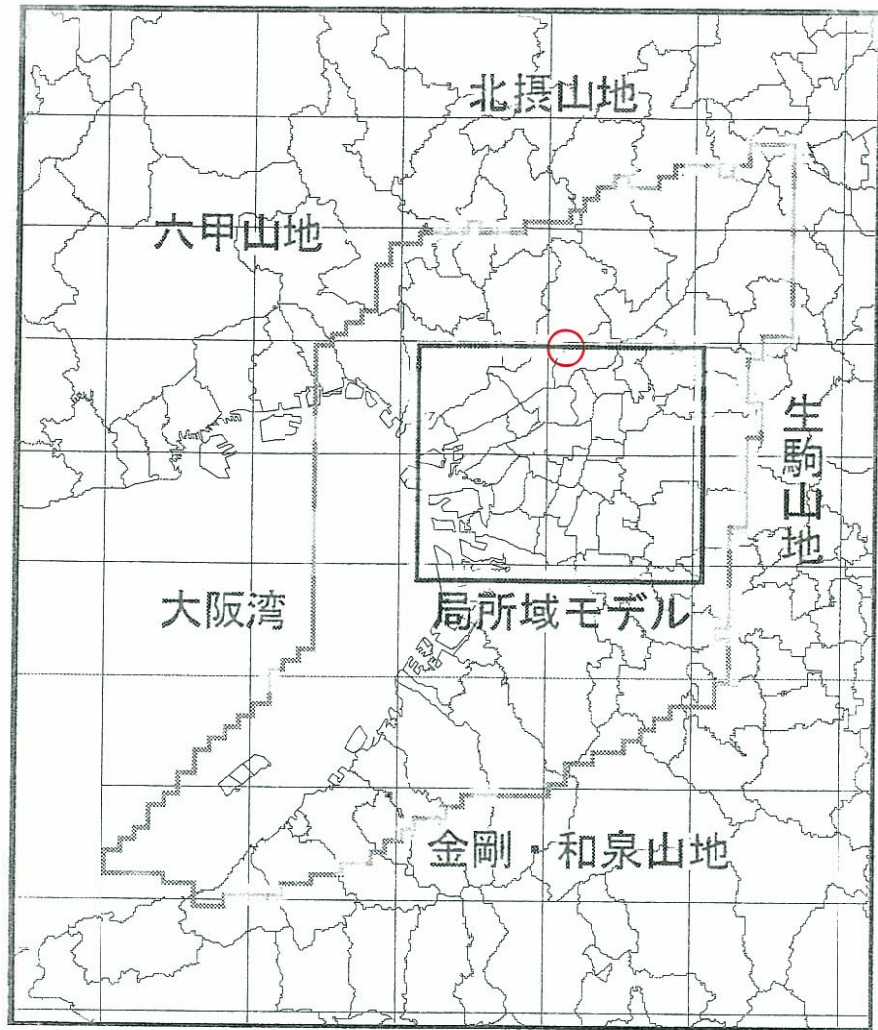 北摂山地
六甲山地
生駒山地
大阪湾
局所域モデル
金剛・和泉山地